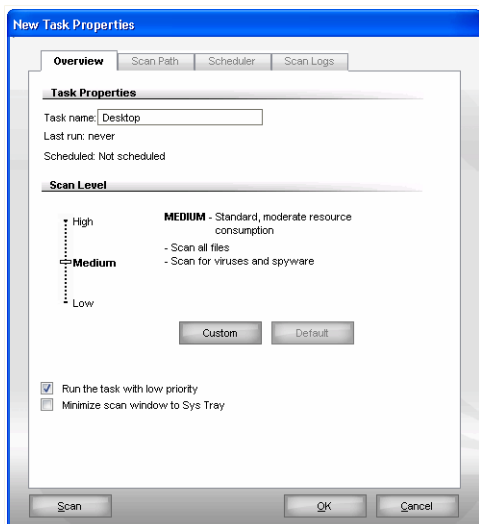 New Task Properties
Overview
Scan Path
Scheduler
Scan Logs
Task Properties
Task name: Desktop
Last run: never
Scheduled: Not scheduled
Scan Level
High
Medium
Low
MEDIUM - Standard, moderate resource
consumption
- Scan all files
- Scan for viruses and spyware
Custom
Default
Run the task with low priority
Minimize scan window to Sys Tray
Scan
OK
Cancel